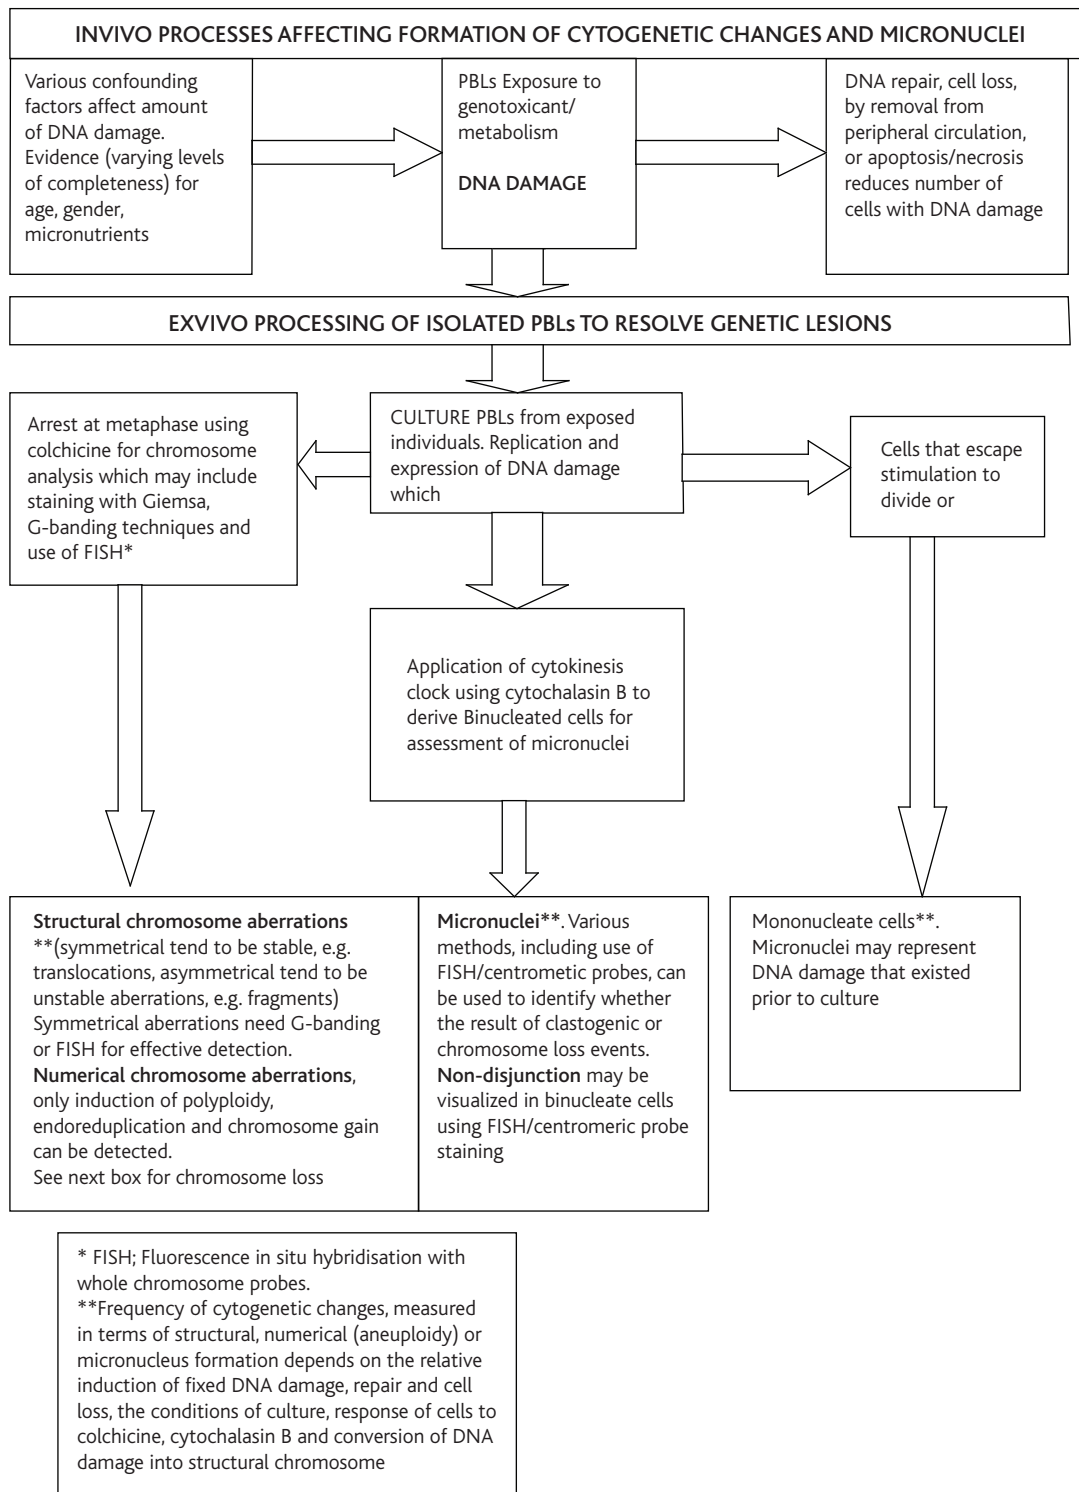 INVIVO PROCESSES AFFECTING FORMATION OF CYTOGENETIC CHANGES AND MICRONUCLEI
Various confounding
factors affect amount
of DNA damage.
Evidence (varying levels
of completeness) for
age, gender,
micronutrients
PBLs Exposure to
genotoxicant/
metabolism
DNA DAMAGE
DNA repair, cell loss,
by removal from
peripheral circulation,
or apoptosis/necrosis
reduces number of
cells with DNA damage
EXVIVO PROCESSING OF ISOLATED PBLs TO RESOLVE GENETIC LESIONS
Arrest at metaphase using
colchicine for chromosome
analysis which may include
staining with Giemsa,
G-banding techniques and
use of FISH*
CULTURE PBLs from exposed
individuals. Replication and
expression of DNA damage
which
Cells that escape
stimulation to
divide or
Application of cytokinesis
clock using cytochalasin B to
derive Binucleated cells for
assessment of micronuclei
Structural chromosome aberrations
**(symmetrical tend to be stable, e.g.
translocations, asymmetrical tend to be
unstable aberrations, e.g. fragments)
Symmetrical aberrations need G-banding
or FISH for effective detection.
Numerical chromosome aberrations,
only induction of polyploidy,
endoreduplication and chromosome gain
can be detected.
See next box for chromosome loss
Micronuclei**. Various
methods, including use of
FISH/centrometic probes, can
be used to identify whether
the result of clastogenic or
chromosome loss events.
Non-disjunction may be
visualized in binucleate cells
using FISH/centromeric probe
staining
Mononucleate cells**.
Micronuclei may represent
DNA damage that existed
prior to culture
* FISH; Fluorescence in situ hybridisation with
whole chromosome probes.
**Frequency of cytogenetic changes, measured
in terms of structural, numerical (aneuploidy) or
micronucleus formation depends on the relative
induction of fixed DNA damage, repair and cell
loss, the conditions of culture, response of cells to
colchicine, cytochalasin B and conversion of DNA
damage into structural chromosome